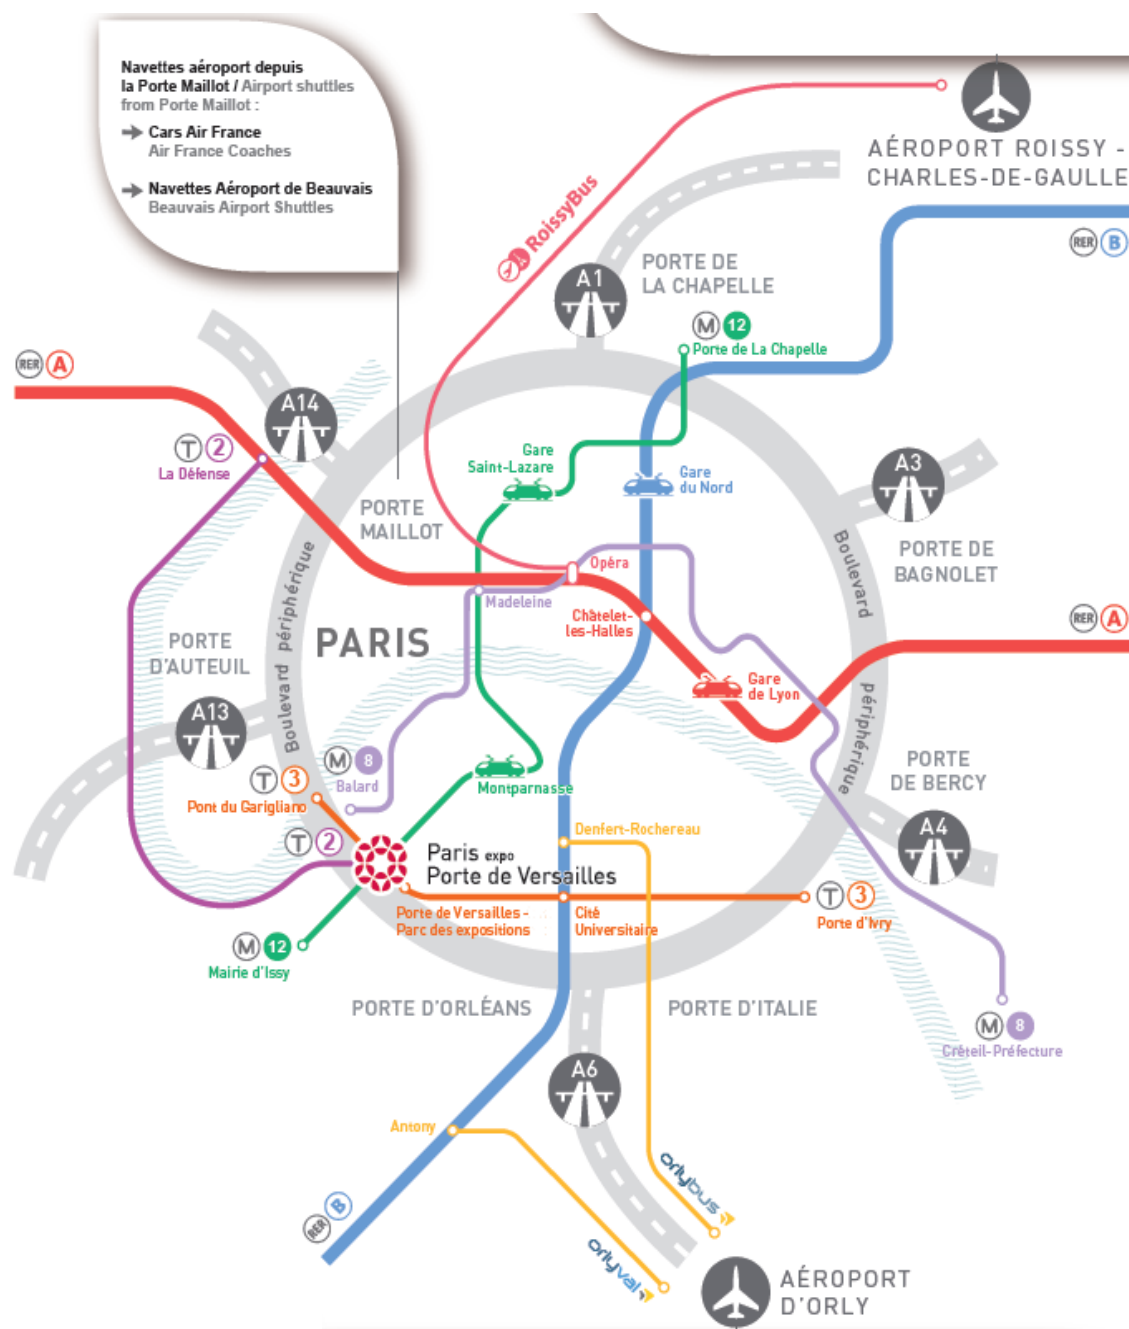 Navettes aéroport depuis
la Porte Maillot / Airport shuttles
from Porte Maillot :
Cars Air France
Air France Coaches
Navettes Aéroport de Beauvais
Beauvais Airport Shuttles
AÉROPORT ROISSY -
CHARLES-DE-GAULLE
RoissyBus
RER B
A1
PORTE DE
LA CHAPELLE
M 12
Porte de La Chapelle
RER A
A14
T 2
La Défense
Gare
Saint-Lazare
Gare
du Nord
A3
PORTE
MAILLOT
PORTE DE
BAGNOLET
Boulevard périphérique
Boulevard
périphérique
Opéra
Madeleine
Châtelet-
les-Halles
RER A
PARIS
PORTE
D'AUTEUIL
Gare
de Lyon
A13
M 8
Balard
T 3
Pont du Garigliano
Montparnasse
PORTE
DE BERCY
A4
T 2
Denfert-Rochereau
Paris expo
Porte de Versailles
Porte de Versailles -
Parc des expositions
Cité
Universitaire
T 3
Porte d'Ivry
M 12
Mairie d'Issy
PORTE D'ORLÉANS
PORTE D'ITALIE
M 8
Créteil-Préfecture
A6
Antony
orlybus
RER B
orlyval
AÉROPORT
D'ORLY